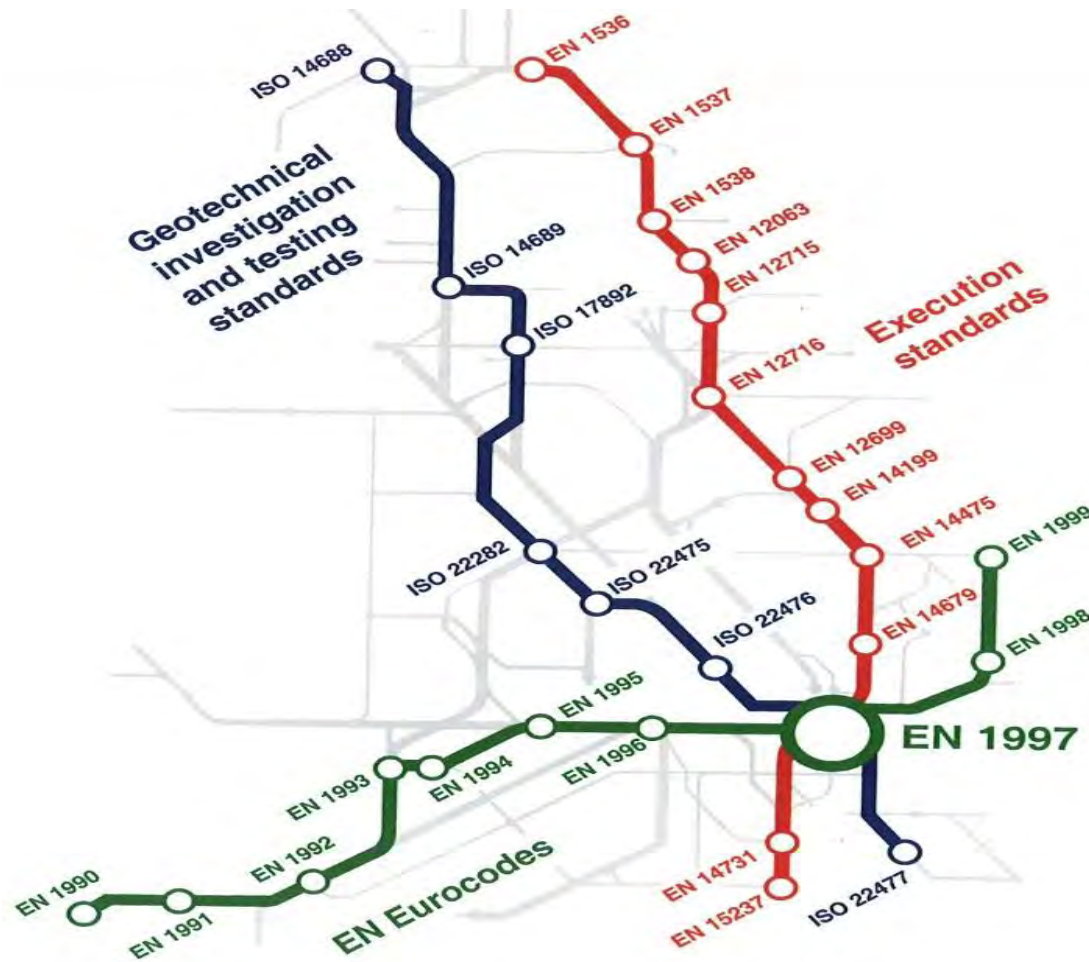 ISO 14688
EN 1536
EN 1537
Geotechnical
investigation
and testing
standards
EN 1538
EN 12063
ISO 14689
EN 12715
ISO 17892
Execution
standards
EN 12716
EN 12699
EN 14199
EN 14475
EN 1999
ISO 22282
ISO 22475
ISO 22476
EN 14679
EN 1998
EN 1995
EN 1997
EN 1996
EN 1993
EN 1994
EN 1992
EN 1990
EN 1991
EN Eurocodes
EN 14731
EN 15237
ISO 22477